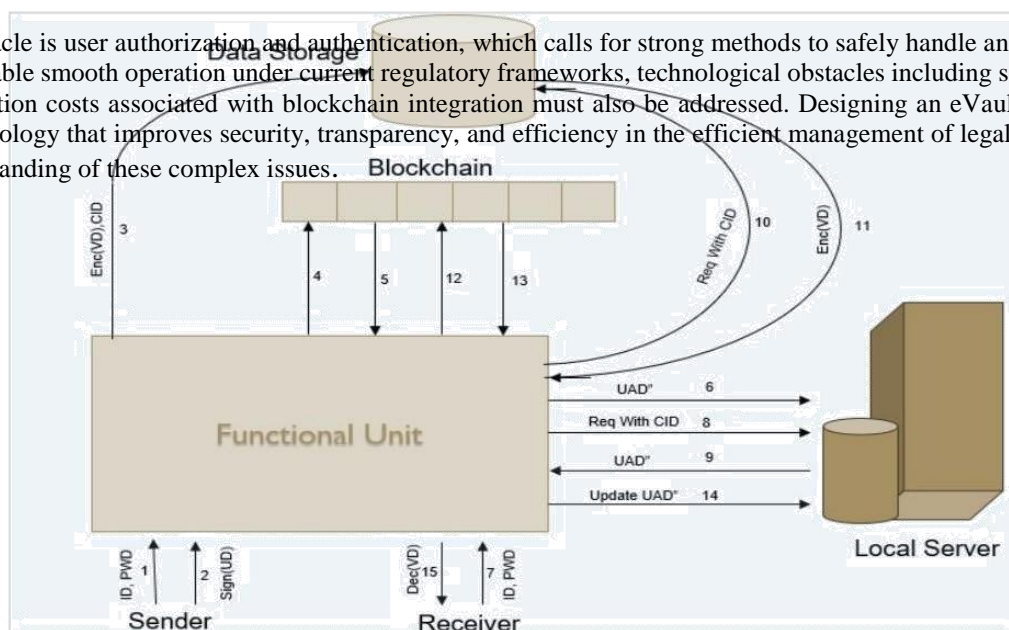 cle is user authorization and authentication, which calls for strong methods to safely handle an
Data Storage
ble smooth operation under current regulatory frameworks, technological obstacles including s
tion costs associated with blockchain integration must also be addressed. Designing an eVaul
ology that improves security, transparency, and efficiency in the efficient management of legal
anding of these complex issues.
Blockchain
Enc(VD),CID
3
4
5
12
13
Req With CID
10
Enc(VD)
11
UAD"
6
Req With CID
8
UAD"
9
Update UAD"
14
Functional Unit
Local Server
ID, PWD
1
2
Sign(UD)
Dec(VD)
15
7
ID, PWD
Sender
Receiver